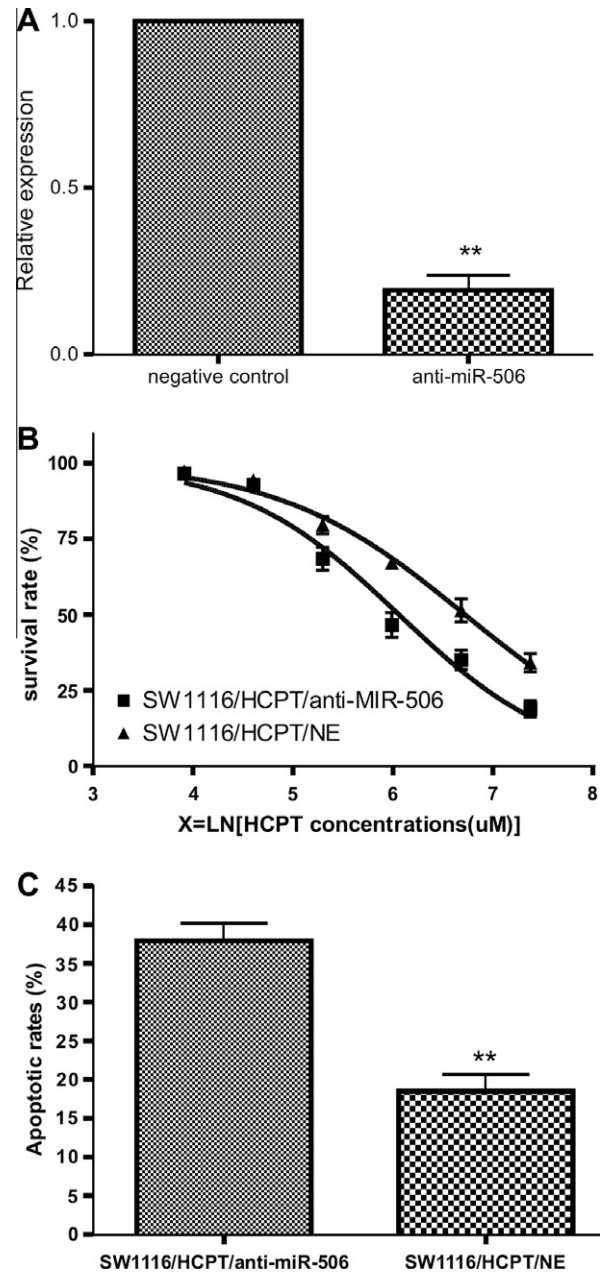 A
Relative expression
1.0
0.5
0.0
**
negative control
anti-miR-506
B
survival rate (%)
100
75
50
25
0
SW1116/HCPT/anti-MIR-506
SW1116/HCPT/NE
3 4 5 6 7 8
X=LN[HCPT concentrations(uM)]
C
Apoptotic rates (%)
45
40
35
30
25
20
15
10
5
0
**
SW1116/HCPT/anti-miR-506
SW1116/HCPT/NE